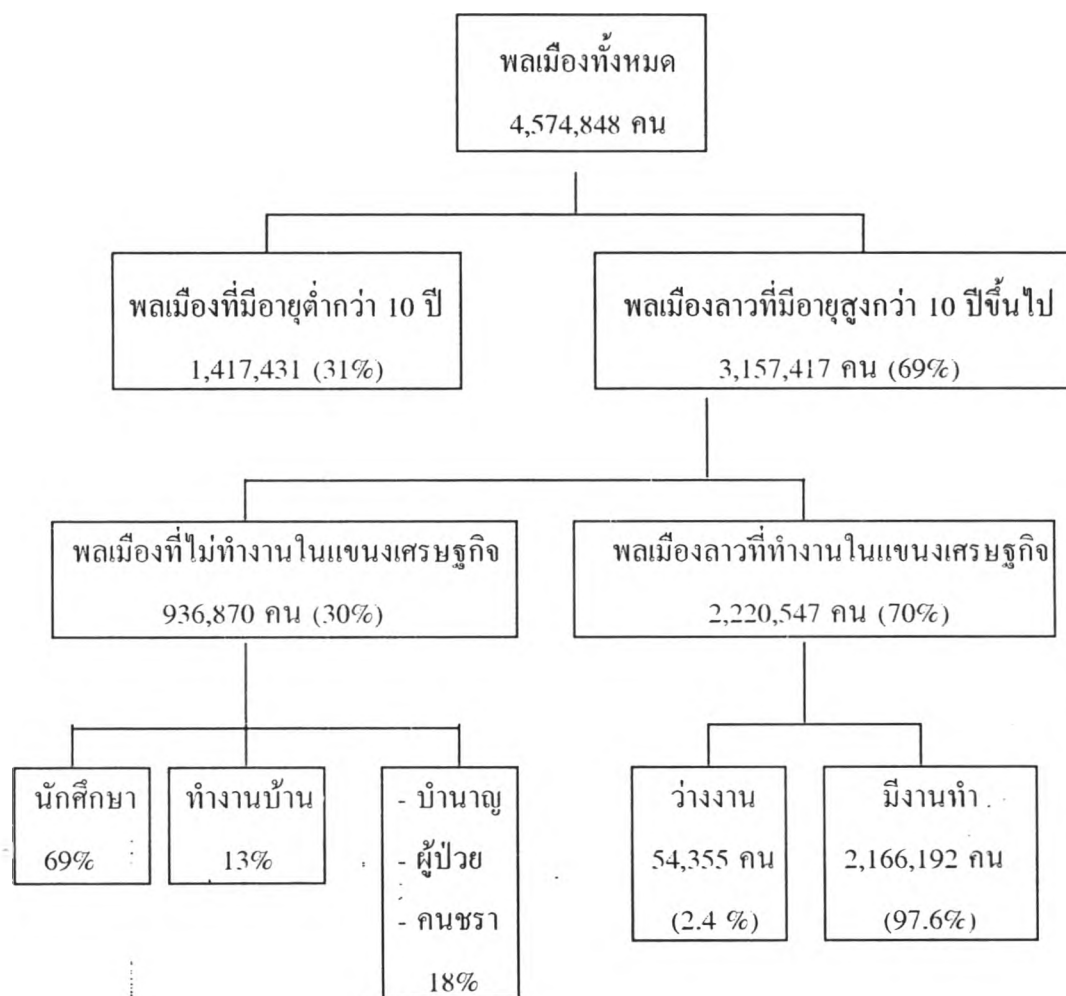 พลเมืองทั้งหมด
4,574,848 คน
พลเมืองที่มีอายุต่ำกว่า 10 ปี
1,417,431 (31%)
พลเมืองลาวที่มีอายุสูงกว่า 10 ปีขึ้นไป
3,157,417 คน (69%)
พลเมืองที่ไม่ทำงานในแขนงเศรษฐกิจ
936,870 คน (30%)
พลเมืองลาวที่ทำงานในแขนงเศรษฐกิจ
2,220,547 คน (70%)
นักศึกษา
69%
ทำงานบ้าน
13%
- บำนาญ
- ผู้ป่วย
- คนชรา
18%
ว่างงาน
54,355 คน
(2.4 %)
มีงานทำ
2,166,192 คน
(97.6%)